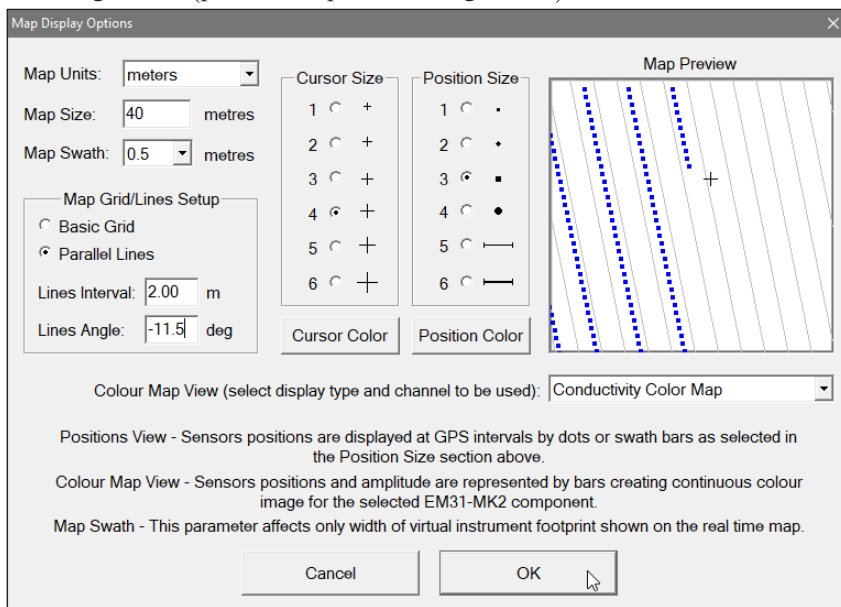 Map Display Options
Map Units: meters
Map Size: 40 metres
Map Swath: 0.5 metres
Map Grid/Lines Setup
Basic Grid
Parallel Lines
Lines Interval: 2.00 m
Lines Angle: -11.5 deg
Cursor Size
1
2
3
4
5
6
Cursor Color
Position Size
1
2
3
4
5
6
Position Color
Map Preview
Colour Map View (select display type and channel to be used): Conductivity Color Map
Positions View - Sensors positions are displayed at GPS intervals by dots or swath bars as selected in
the Position Size section above.
Colour Map View - Sensors positions and amplitude are represented by bars creating continuous colour
image for the selected EM31-MK2 component.
Map Swath - This parameter affects only width of virtual instrument footprint shown on the real time map.
Cancel
OK